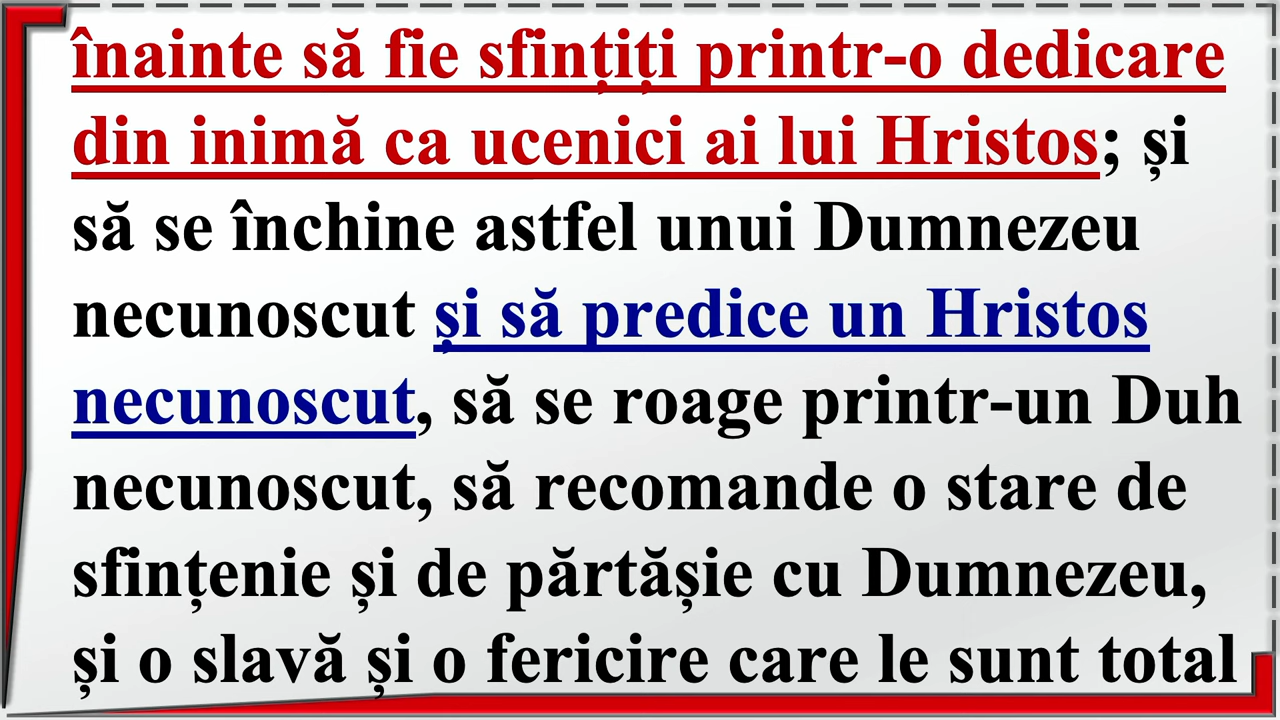 înainte să fie sfințiți printr-o dedicare
din inimă ca ucenici ai lui Hristos; și
să se închine astfel unui Dumnezeu
necunoscut și să predice un Hristos
necunoscut, să se roage printr-un Duh
necunoscut, să recomande o stare de
sfințenie și de părtășie cu Dumnezeu,
și o slavă și o fericire care le sunt total